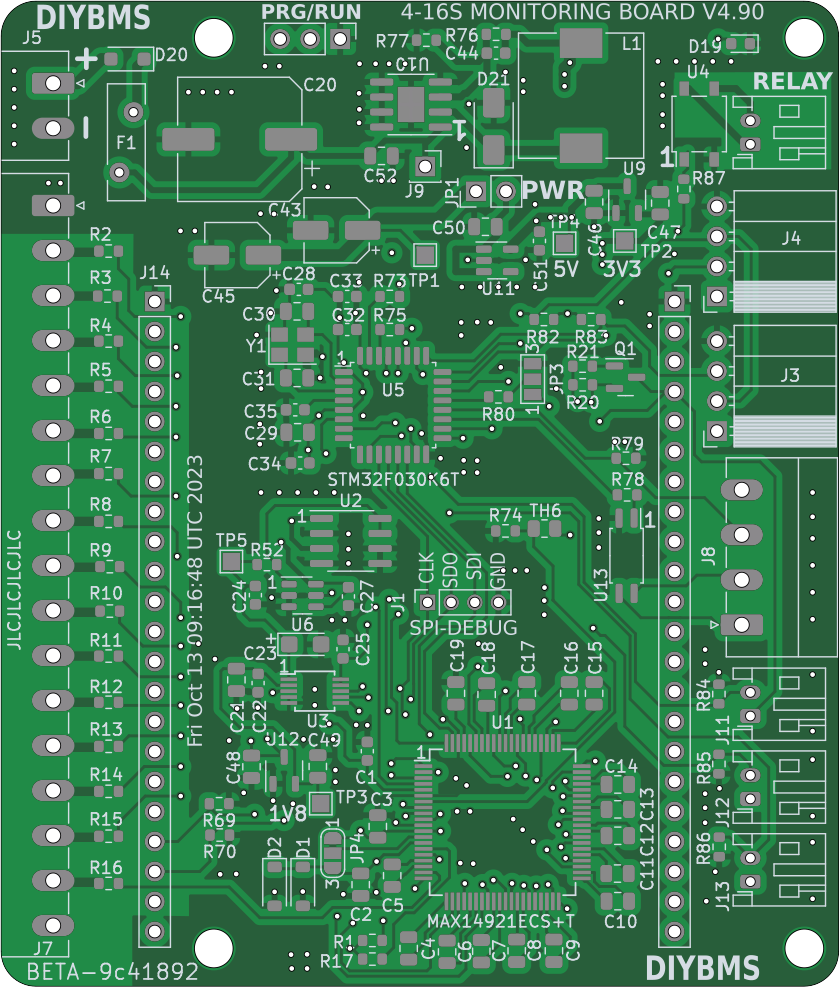 DIYBMS
PRG/RUN
4-16S MONITORING BOARD V4.90
J5
+
D20
R77
R76
C44
L1
D19
U4
RELAY
C20
D21
F1
1
C52
J9
1
R87
U9
JP1
PWR
C43
C50
C46
C47
TP4
TP2
J4
R2
C45
TP1
C51
U11
5V
3V3
J14
R3
C28
C33
R73
C30
C32
R75
R82
R83
R4
Y1
1
U5
3
JP3
R21
Q1
R5
C31
R20
J3
R6
C35
C29
R80
1
R7
C34
R79
STM32F030K6T
R78
R8
U2
1
R74
TH6
1
TP5
R52
R9
CLK
SDO
SDI
GND
U13
J8
R10
C24
1
C27
J1
U6
SPI-DEBUG
JLCJLCJLCJLC
Fri Oct 13 09:16:48 UTC 2023
R11
+
C23
C25
C19
C18
C17
C16
C15
R12
1
C21
C22
U3
U1
R84
J11
R13
U12
C49
C48
C1
1
C14
R85
R14
TP3
C3
C13
J12
R69
1V8
1
C12
R15
R70
JP4
C11
R86
R16
D2
D1
3
C5
C2
C10
J13
MAX14921ECS+T
J7
R1
R17
C4
C6
C7
C8
C9
BETA-9c41892
DIYBMS